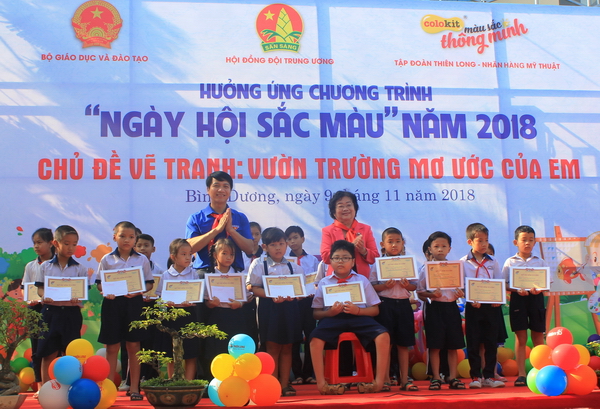 BỘ GIÁO DỤC VÀ ĐÀO TẠO
SẴN SÀNG
HỘI ĐỒNG ĐỘI TRUNG ƯƠNG
colokit
màu sắc
thông minh
TẬP ĐOÀN THIÊN LONG - NHÃN HÀNG MỸ THUẬT
HƯỞNG ỨNG CHƯƠNG TRÌNH
"NGÀY HỘI SẮC MÀU" NĂM 2018
CHỦ ĐỀ VẼ TRANH: VƯỜN TRƯỜNG MƠ ƯỚC CỦA EM
Bình Dương, ngày 9 tháng 11 năm 2018